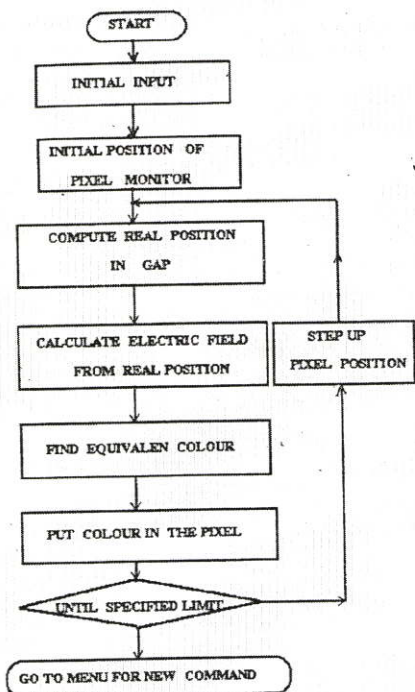 START
INITIAL INPUT
INITIAL POSITION OF
PIXEL MONITOR
COMPUTE REAL POSITION
IN GAP
CALCULATE ELECTRIC FIELD
FROM REAL POSITION
STEP UP
PIXEL POSITION
FIND EQUIVALEN COLOUR
PUT COLOUR IN THE PIXEL
UNTIL SPECIFIED LIMIT
GO TO MENU FOR NEW COMMAND